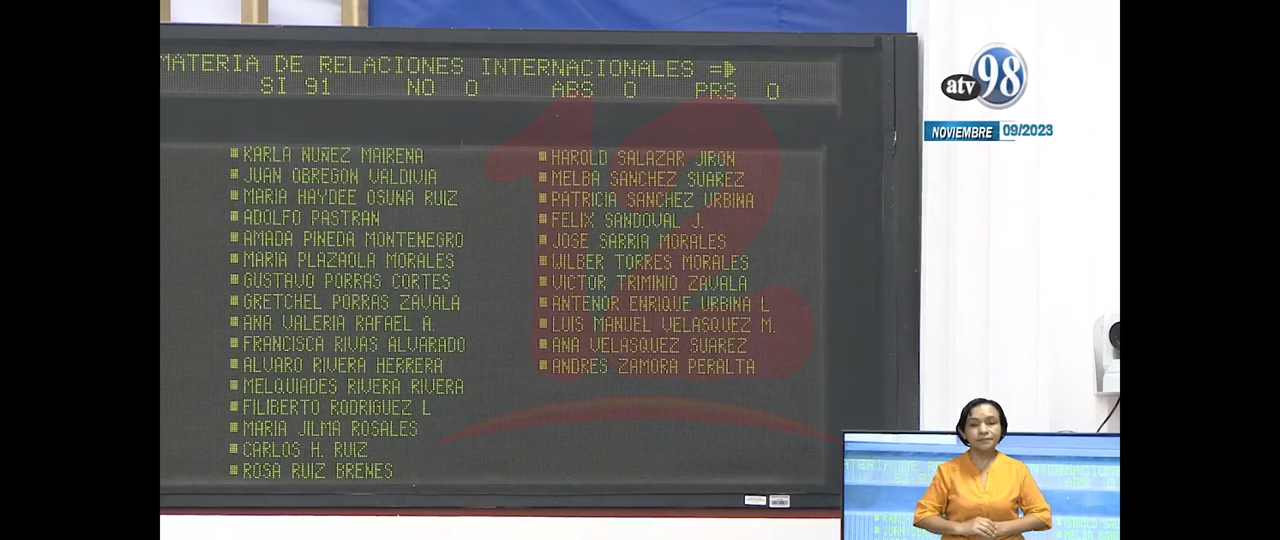 MATERIA DE RELACIONES INTERNACIONALES =
SI 91 NO 0 ABS 0 PRS 0
KARLA NUÑEZ MAIRENA
JUAN OBREGON VALDIVIA
MARIA HAYDEE OSUNA RUIZ
ADOLFO PASTRAN
AMADA PINEDA MONTENEGRO
MARIA PLAZAOLA MORALES
GUSTAVO PORRAS CORTES
GRETCHEL PORRAS ZAVALA
ANA VALERIA RAFAEL A.
FRANCISCA RIVAS ALVARADO
ALVARO RIVERA HERRERA
MELQUIADES RIVERA RIVERA
FILIBERTO RODRIGUEZ L
MARIA JILMA ROSALES
CARLOS H. RUIZ
ROSA RUIZ BRENES
HAROLD SALAZAR JIRON
MELBA SANCHEZ SUAREZ
PATRICIA SANCHEZ URBINA
FELIX SANDOVAL J.
JOSE SARRIA MORALES
WILBER TORRES MORALES
VICTOR TRIMINIO ZAVALA
ANTENOR ENRIQUE URBINA L
LUIS MANUEL VELASQUEZ M.
ANA VELASQUEZ SUAREZ
ANDRES ZAMORA PERALTA
12
atv 98
NOVIEMBRE 09/2023